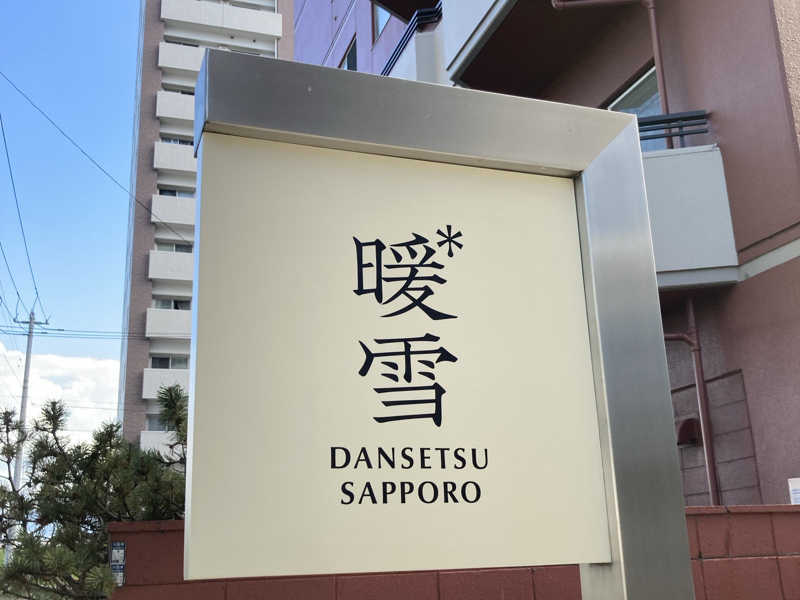 暖*
雪
DANSETSU
SAPPORO